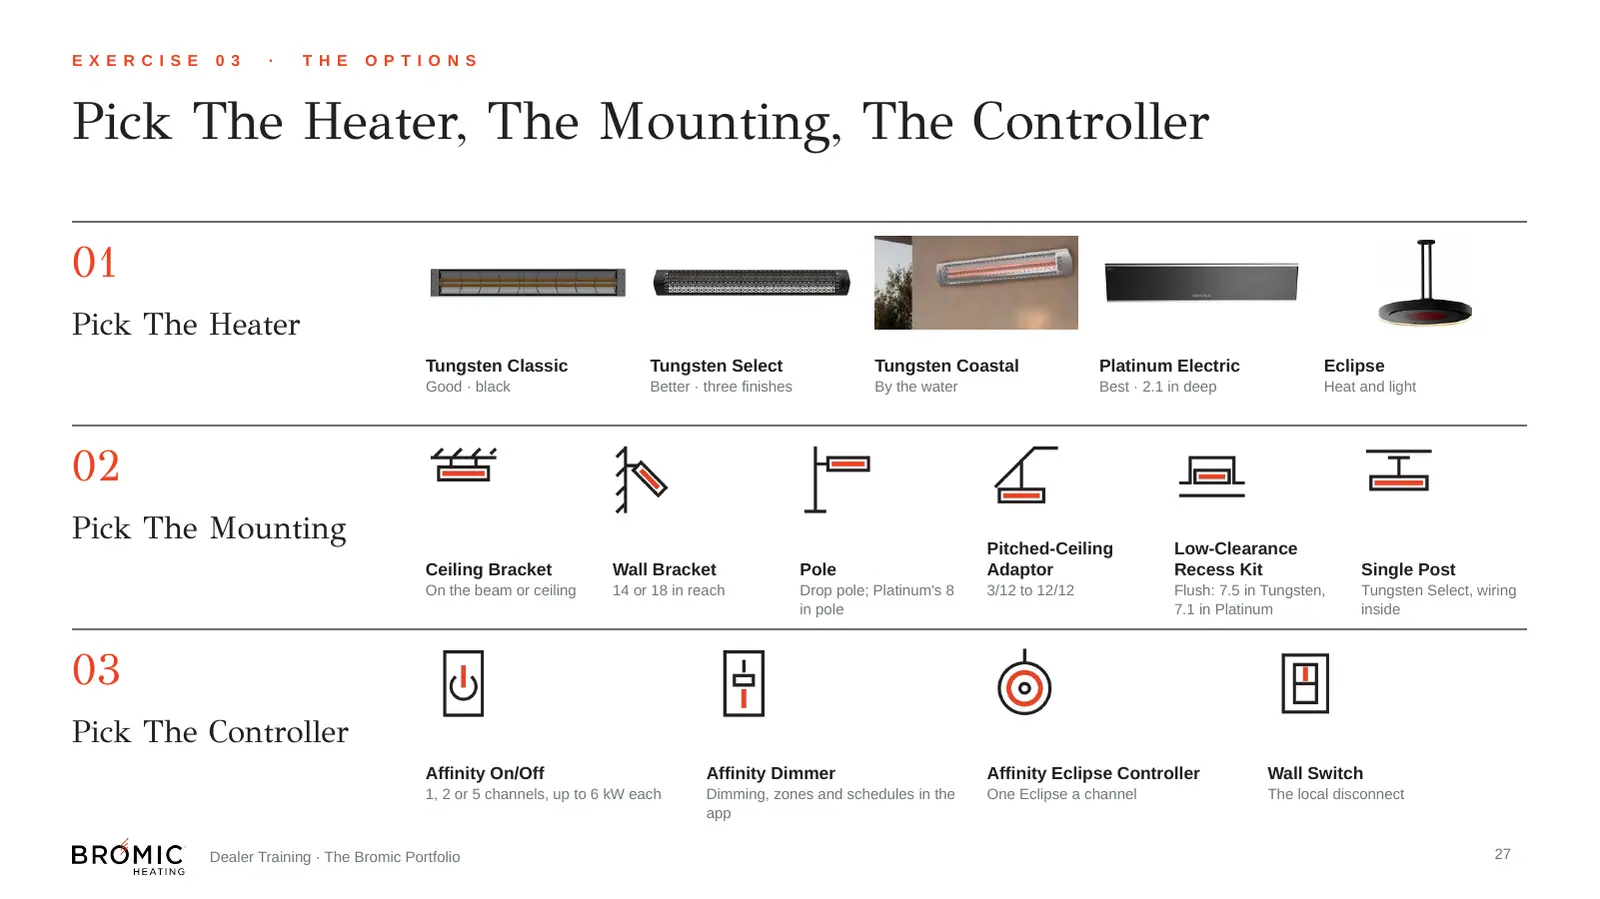 EXERCISE 03 · THE OPTIONS
Pick The Heater, The Mounting, The Controller
01
Pick The Heater
Tungsten Classic
Good · black
Tungsten Select
Better · three finishes
Tungsten Coastal
By the water
BROMIC
Platinum Electric
Best · 2.1 in deep
Eclipse
Heat and light
02
Pick The Mounting
Ceiling Bracket
On the beam or ceiling
Wall Bracket
14 or 18 in reach
Pole
Drop pole; Platinum's 8
in pole
Pitched-Ceiling
Adaptor
3/12 to 12/12
Low-Clearance
Recess Kit
Flush: 7.5 in Tungsten,
7.1 in Platinum
Single Post
Tungsten Select, wiring
inside
03
Pick The Controller
Affinity On/Off
1, 2 or 5 channels, up to 6 kW each
Affinity Dimmer
Dimming, zones and schedules in the
app
Affinity Eclipse Controller
One Eclipse a channel
Wall Switch
The local disconnect
BROMIC
HEATING
Dealer Training · The Bromic Portfolio
27